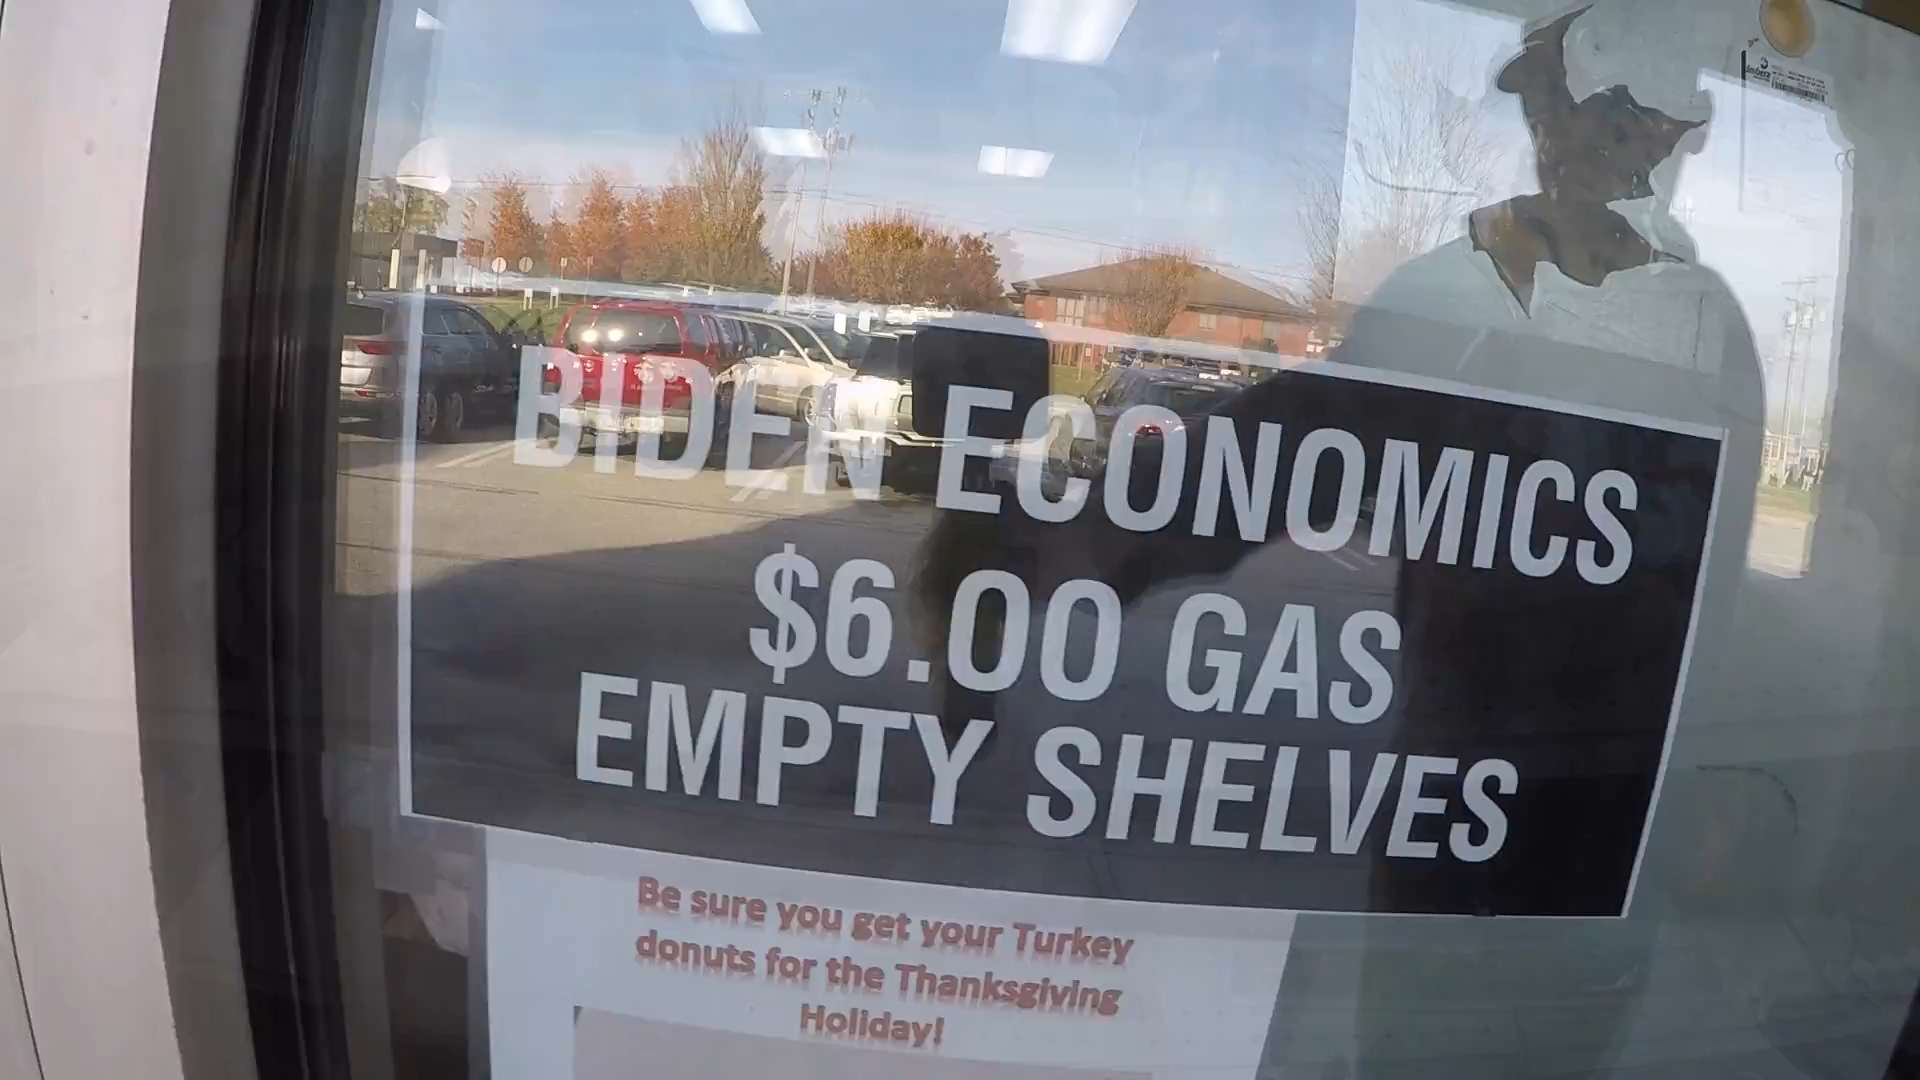 BIDEN ECONOMICS
$6.00 GAS
EMPTY SHELVES
Be sure you get your Turkey
donuts for the Thanksgiving
Holiday!